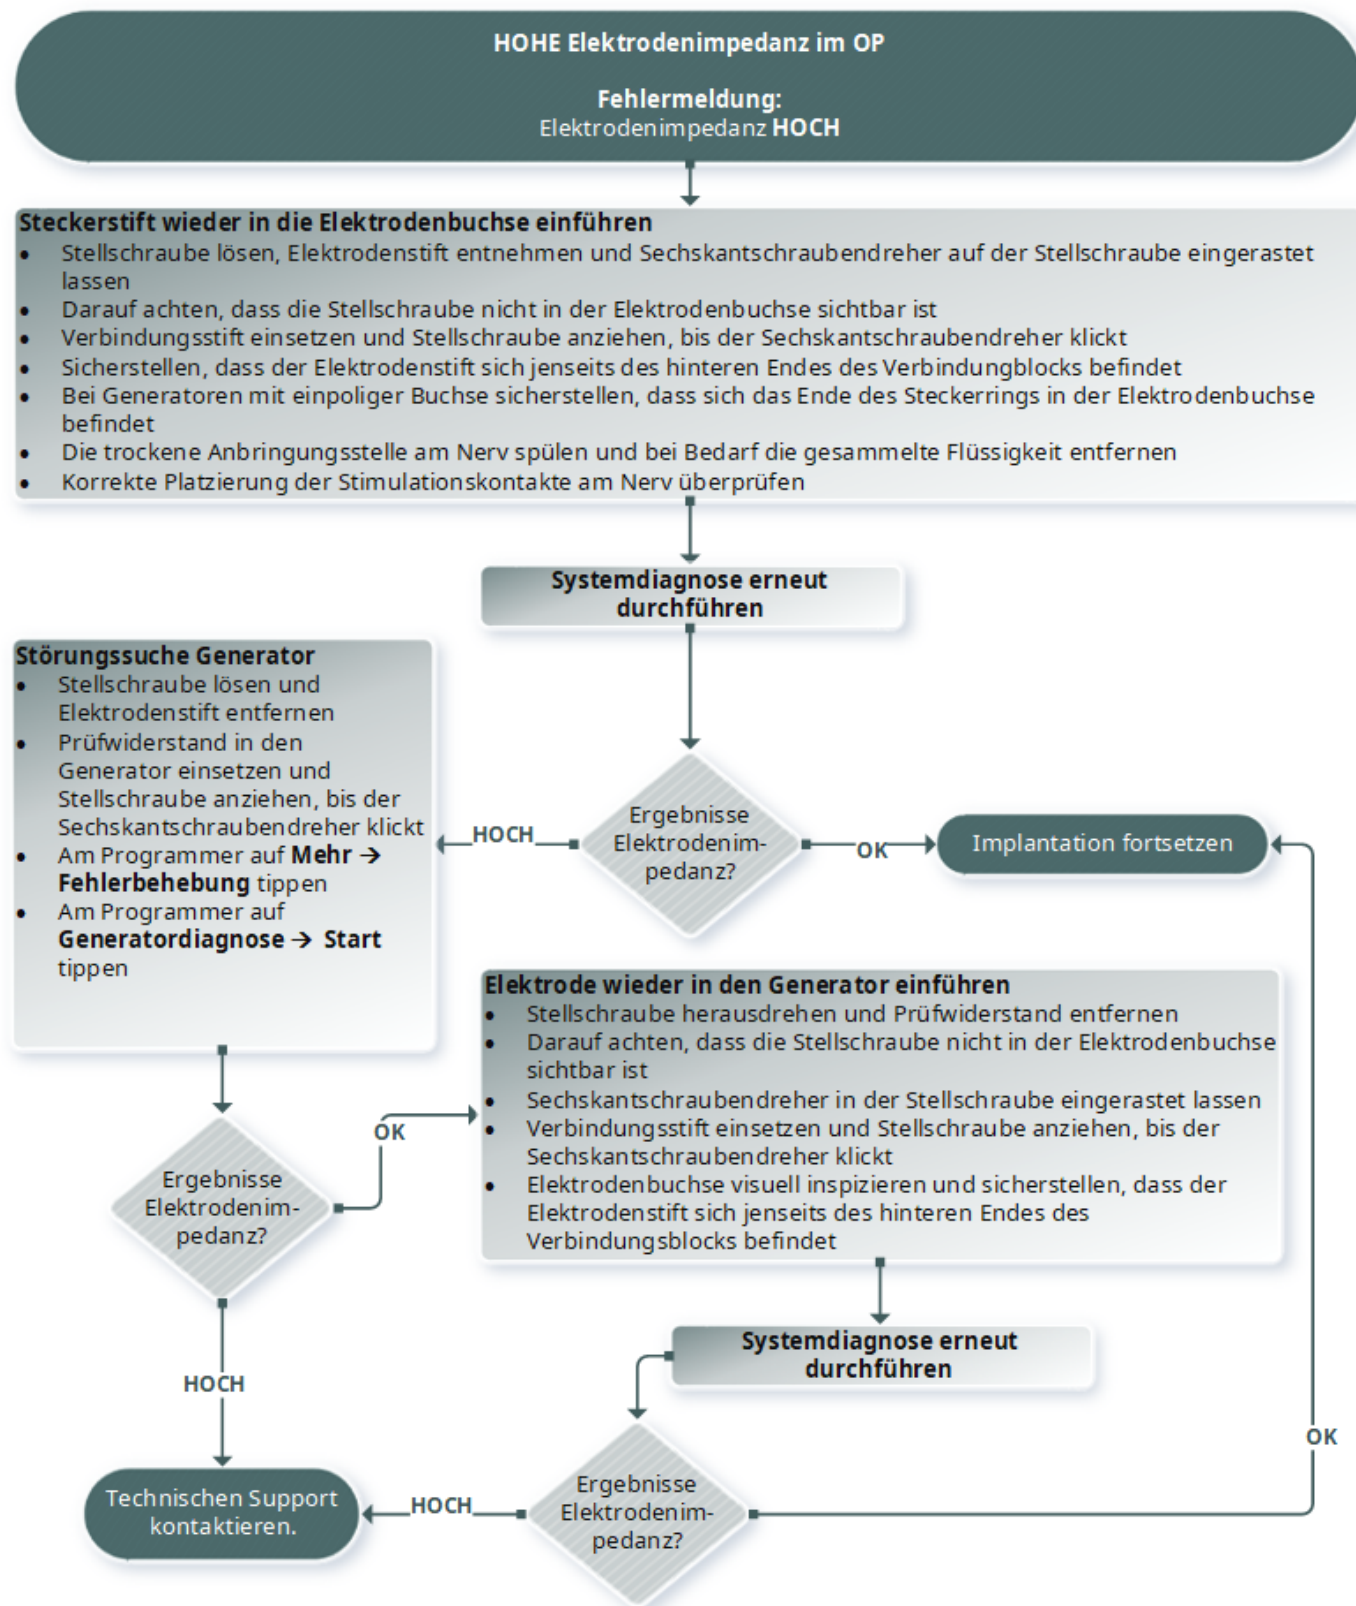 HOHE Elektrodenimpedanz im OP
Fehlermeldung:
Elektrodenimpedanz HOCH
Steckerstift wieder in die Elektrodenbuchse einführen
• Stellschraube lösen, Elektrodenstift entnehmen und Sechskantschraubendreher auf der Stellschraube eingerastet
lassen
• Darauf achten, dass die Stellschraube nicht in der Elektrodenbuchse sichtbar ist
• Verbindungsstift einsetzen und Stellschraube anziehen, bis der Sechskantschraubendreher klickt
• Sicherstellen, dass der Elektrodenstift sich jenseits des hinteren Endes des Verbindungblocks befindet
• Bei Generatoren mit einpoliger Buchse sicherstellen, dass sich das Ende des Steckerrings in der Elektrodenbuchse
befindet
• Die trockene Anbringungsstelle am Nerv spülen und bei Bedarf die gesammelte Flüssigkeit entfernen
• Korrekte Platzierung der Stimulationskontakte am Nerv überprüfen
Systemdiagnose erneut
durchführen
Störungssuche Generator
• Stellschraube lösen und
Elektrodenstift entfernen
• Prüfwiderstand in den
Generator einsetzen und
Stellschraube anziehen, bis der
Sechskantschraubendreher klickt
• Am Programmer auf Mehr →
Fehlerbehebung tippen
• Am Programmer auf
Generatordiagnose → Start
tippen
Ergebnisse
Elektrodenim-
pedanz?
HOCH
OK
Implantation fortsetzen
Elektrode wieder in den Generator einführen
• Stellschraube herausdrehen und Prüfwiderstand entfernen
• Darauf achten, dass die Stellschraube nicht in der Elektrodenbuchse
sichtbar ist
• Sechskantschraubendreher in der Stellschraube eingerastet lassen
• Verbindungsstift einsetzen und Stellschraube anziehen, bis der
Sechskantschraubendreher klickt
• Elektrodenbuchse visuell inspizieren und sicherstellen, dass der
Elektrodenstift sich jenseits des hinteren Endes des
Verbindungsblocks befindet
OK
Ergebnisse
Elektrodenim-
pedanz?
HOCH
Systemdiagnose erneut
durchführen
OK
Technischen Support
kontaktieren.
HOCH
Ergebnisse
Elektrodenim-
pedanz?